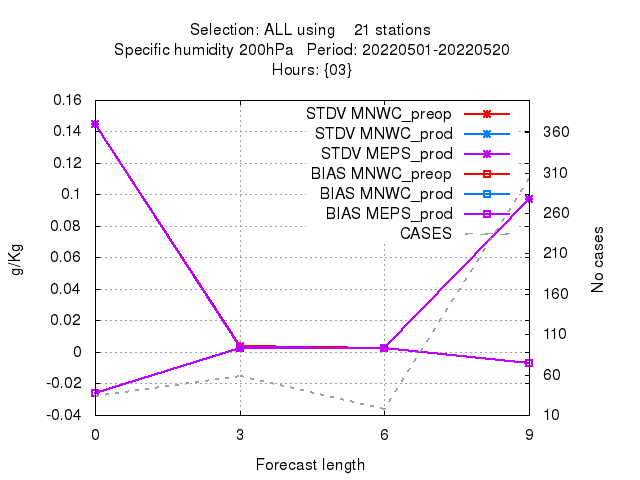 Selection: ALL using    21 stations
Specific humidity 200hPa   Period: 20220501-20220520
Hours: {03}
STDV MNWC_preop
STDV MNWC_prod
STDV MEPS_prod
BIAS MNWC_preop
BIAS MNWC_prod
BIAS MEPS_prod
CASES
0.16
0.14
0.12
0.1
0.08
0.06
0.04
0.02
0
-0.02
-0.04
g/Kg
360
310
260
210
160
110
60
10
No cases
0 3 6 9
Forecast length